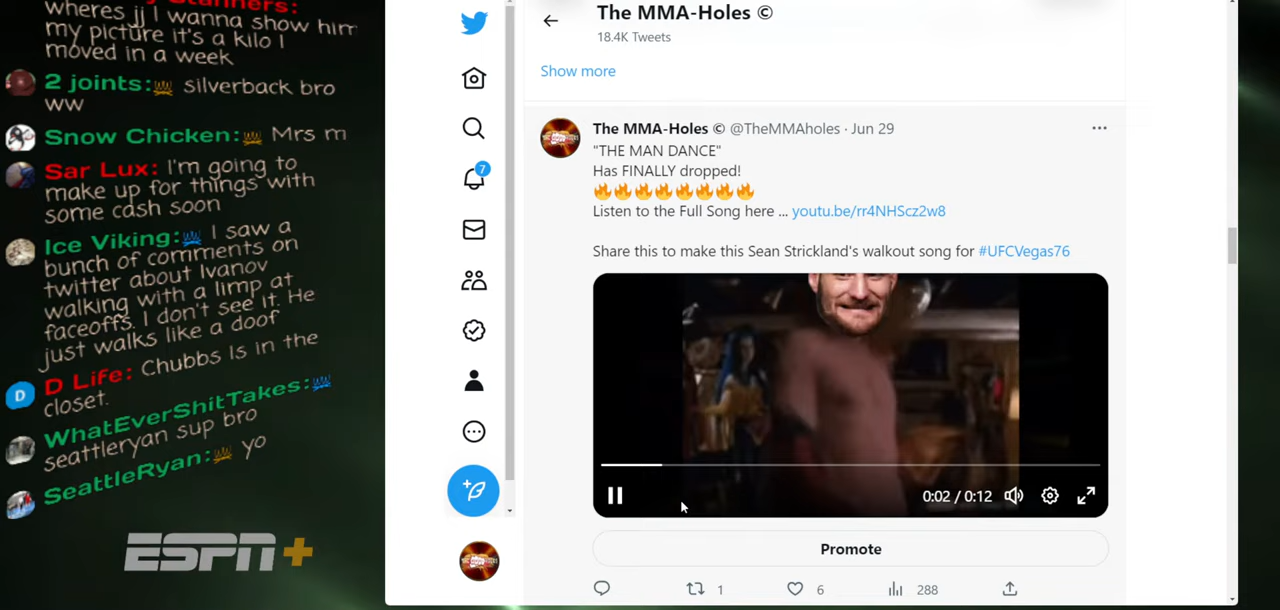 y Stanners:
wheres jj I wanna show him
my picture it's a kilo I
moved in a week
2 joints: silverback bro
ww
Snow Chicken: Mrs m
Sar Lux: I'm going to
make up for things with
some cash soon
Ice Viking: I saw a
bunch of comments on
twitter about Ivanov
walking with a limp at
faceoffs. I don't see it. He
just walks like a doof
D
D Life: Chubbs Is in the
closet.
WhatEverShitTakes:
seattleryan sup bro
SeattleRyan: yo
ESPN+
The MMA-Holes ©
18.4K Tweets
Show more
7
The MMA-Holes © @TheMMAholes · Jun 29
"THE MAN DANCE"
Has FINALLY dropped!
Listen to the Full Song here ... youtu.be/rr4NHScz2w8
Share this to make this Sean Strickland's walkout song for #UFCVegas76
0:02 / 0:12
Promote
1
6
288